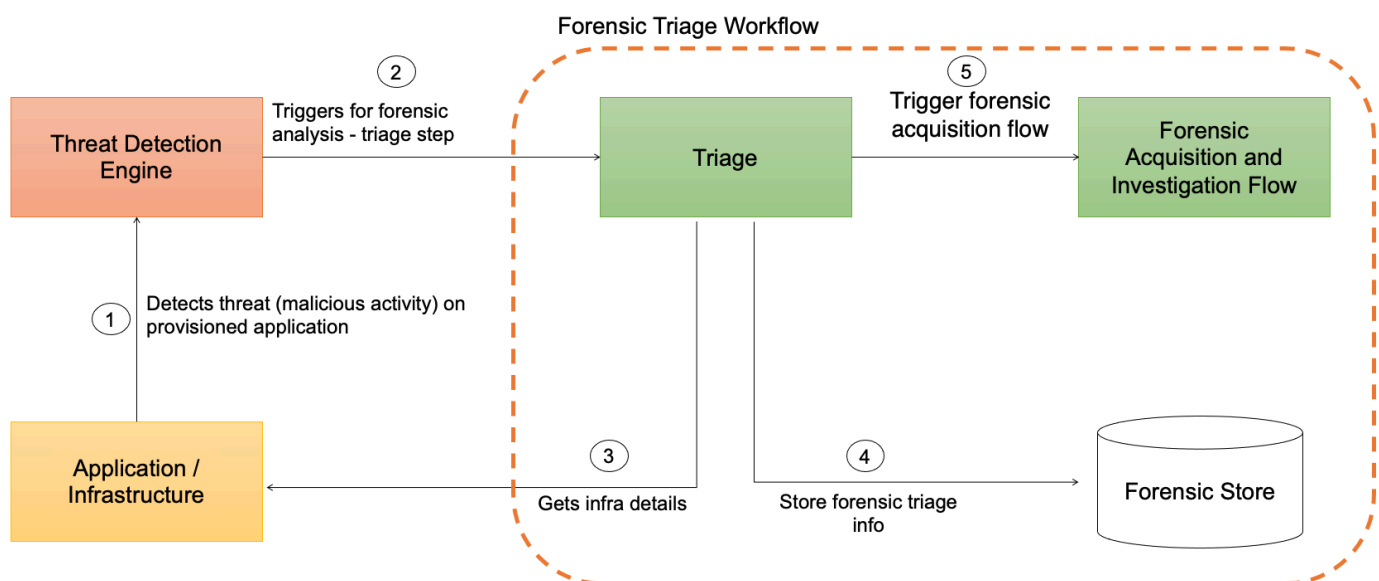 Forensic Triage Workflow
2
Triggers for forensic
analysis - triage step
5
Trigger forensic
acquisition flow
Threat Detection
Engine
Triage
Forensic
Acquisition and
Investigation Flow
1
Detects threat (malicious activity) on
provisioned application
Application /
Infrastructure
3
Gets infra details
4
Store forensic triage
info
Forensic Store